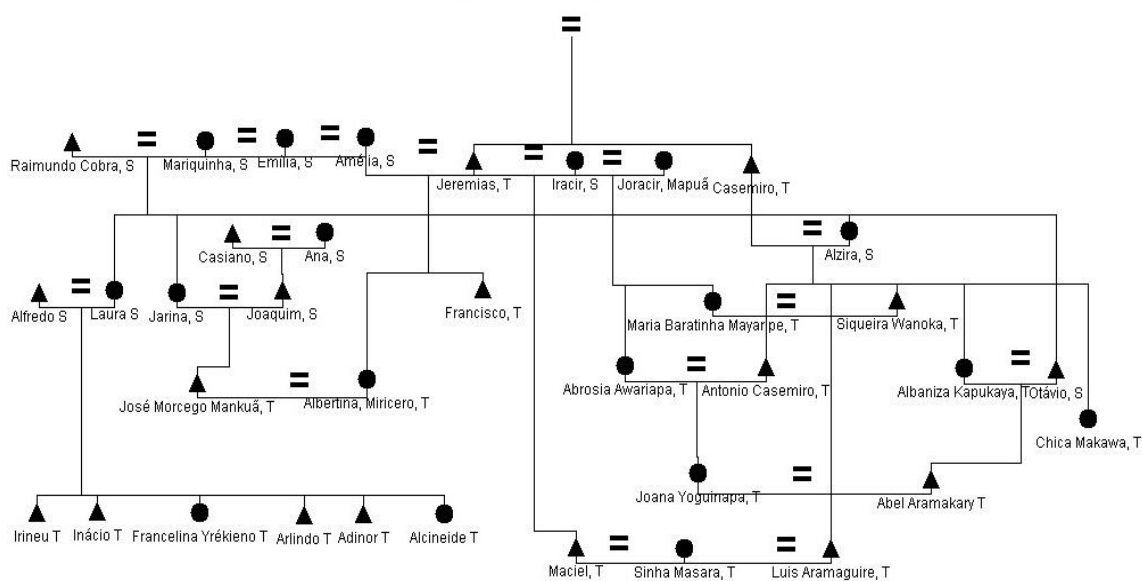 Raimundo Cobra, S
Mariquinha, S
Emília, S
Amélia, S
Jeremias, T
Iracir, S
Joracir, Mapuã
Casemiro, T
Casiano, S
Ana, S
Alzira, S
Alfredo S
Laura S
Jarina, S
Joaquim, S
Francisco, T
Maria Baratinha Mayaripe, T
Siqueira Wanoka, T
José Morcego Mankuã, T
Albertina, Miricero, T
Abrosia Awariapa, T
Antonio Casemiro, T
Albaniza Kapukaya, T
Otávio, S
Chica Makawa, T
Joana Yoguinapa, T
Abel Aramakary T
Irineu T
Inácio T
Francelina Yrékieno T
Arlindo T
Adinor T
Alcineide T
Maciel, T
Sinha Masara, T
Luis Aramaguire, T